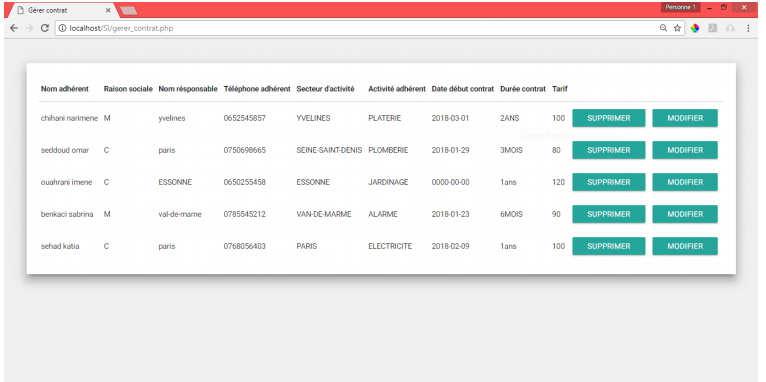 Gérer contrat
Personne 1
localhost/SI/gerer_contrat.php
Nom adhérent Raison sociale Nom résponsable Téléphone adhérent Secteur d'activité Activité adhérent Date début contrat Durée contrat Tarif
chihani narimene M yvelines 0652545857 YVELINES PLATERIE 2018-03-01 2ANS 100 SUPPRIMER MODIFIER
seddoud omar C paris 0750698665 SEINE-SAINT-DENIS PLOMBERIE 2018-01-29 3MOIS 80 SUPPRIMER MODIFIER
ouahrani imene C ESSONNE 0650255458 ESSONNE JARDINAGE 0000-00-00 1ans 120 SUPPRIMER MODIFIER
benkaci sabrina M val-de-marne 0785545212 VAN-DE-MARME ALARME 2018-01-23 6MOIS 90 SUPPRIMER MODIFIER
sehad katia C paris 0768056403 PARIS ELECTRICITE 2018-02-09 1ans 100 SUPPRIMER MODIFIER